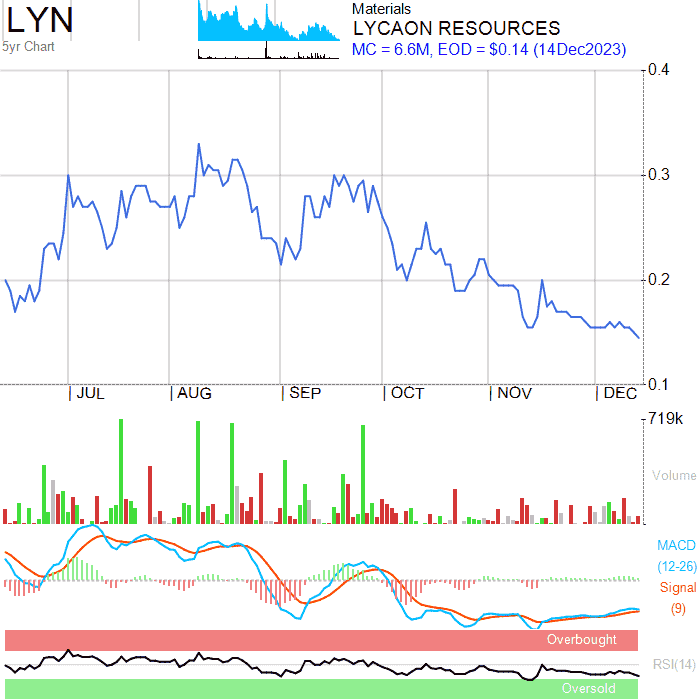 LYN
5yr Chart
Materials
LYCAON RESOURCES
MC = 6.6M, EOD = $0.14 (14Dec2023)
0.4
0.3
0.2
0.1
JUL AUG SEP OCT NOV DEC
719k
Volume
MACD
(12-26)
Signal
(9)
Overbought
RSI(14)
Oversold